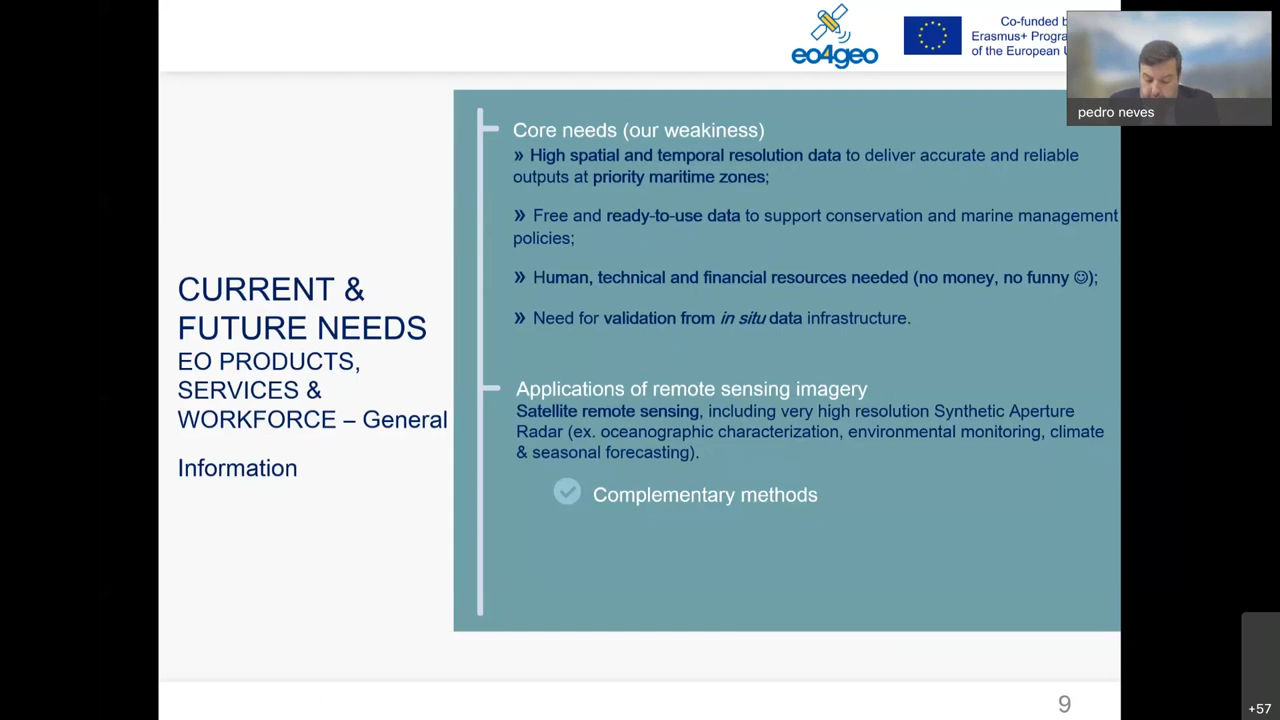 eo4geo
Co-funded b
Erasmus+ Progra
of the European
pedro neves
Core needs (our weakiness)
» High spatial and temporal resolution data to deliver accurate and reliable
outputs at priority maritime zones;
» Free and ready-to-use data to support conservation and marine management
policies;
» Human, technical and financial resources needed (no money, no funny ☺);
» Need for validation from in situ data infrastructure.
CURRENT &
FUTURE NEEDS
EO PRODUCTS,
SERVICES &
WORKFORCE – General
Information
Applications of remote sensing imagery
Satellite remote sensing, including very high resolution Synthetic Aperture
Radar (ex. oceanographic characterization, environmental monitoring, climate
& seasonal forecasting).
Complementary methods
9
+57